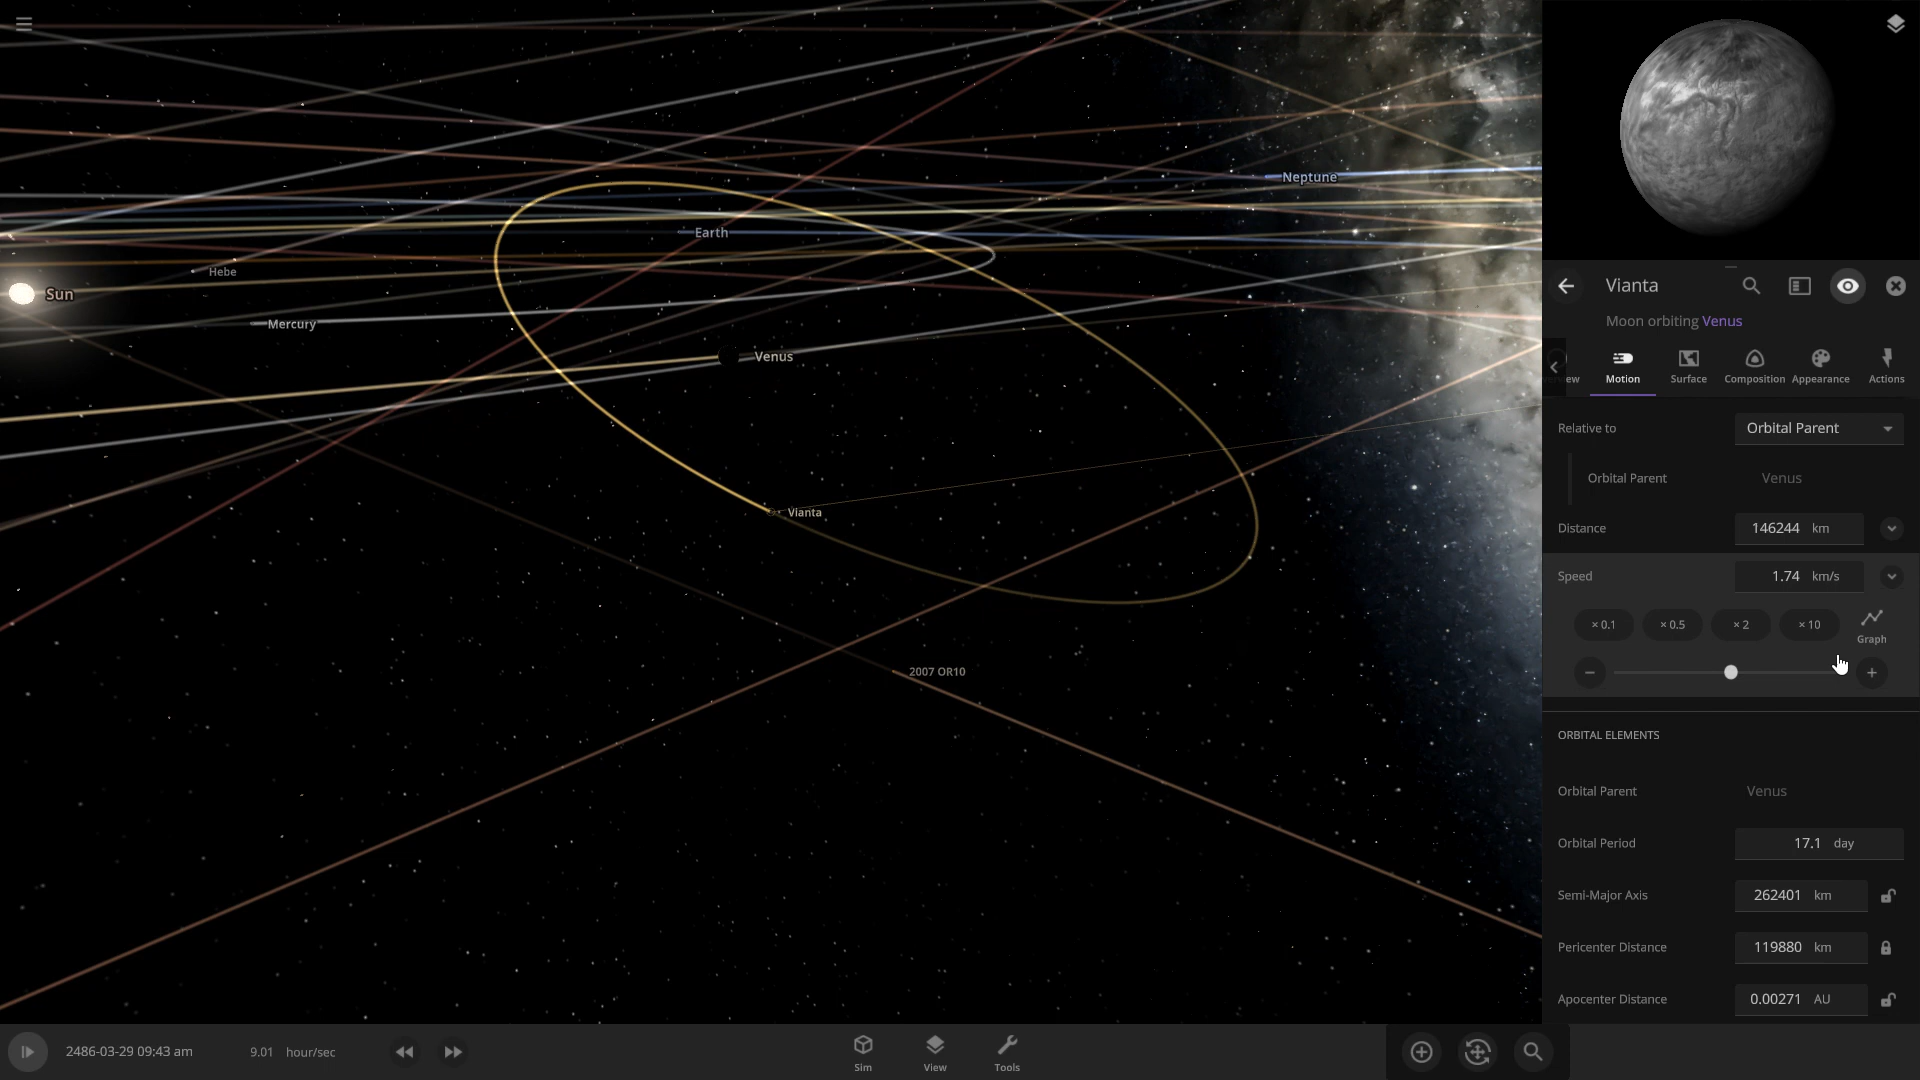 Neptune
Earth
Hebe
Sun
Mercury
Venus
Vianta
2007 OR10
Vianta
Moon orbiting Venus
Motion
Surface
Composition
Appearance
Actions
Relative to
Orbital Parent
Orbital Parent
Venus
Distance
146244 km
Speed
1.74 km/s
× 0.1
× 0.5
× 2
× 10
Graph
ORBITAL ELEMENTS
Orbital Parent
Venus
Orbital Period
17.1 day
Semi-Major Axis
262401 km
Pericenter Distance
119880 km
Apocenter Distance
0.00271 AU
2486-03-29 09:43 am
9.01 hour/sec
Sim
View
Tools